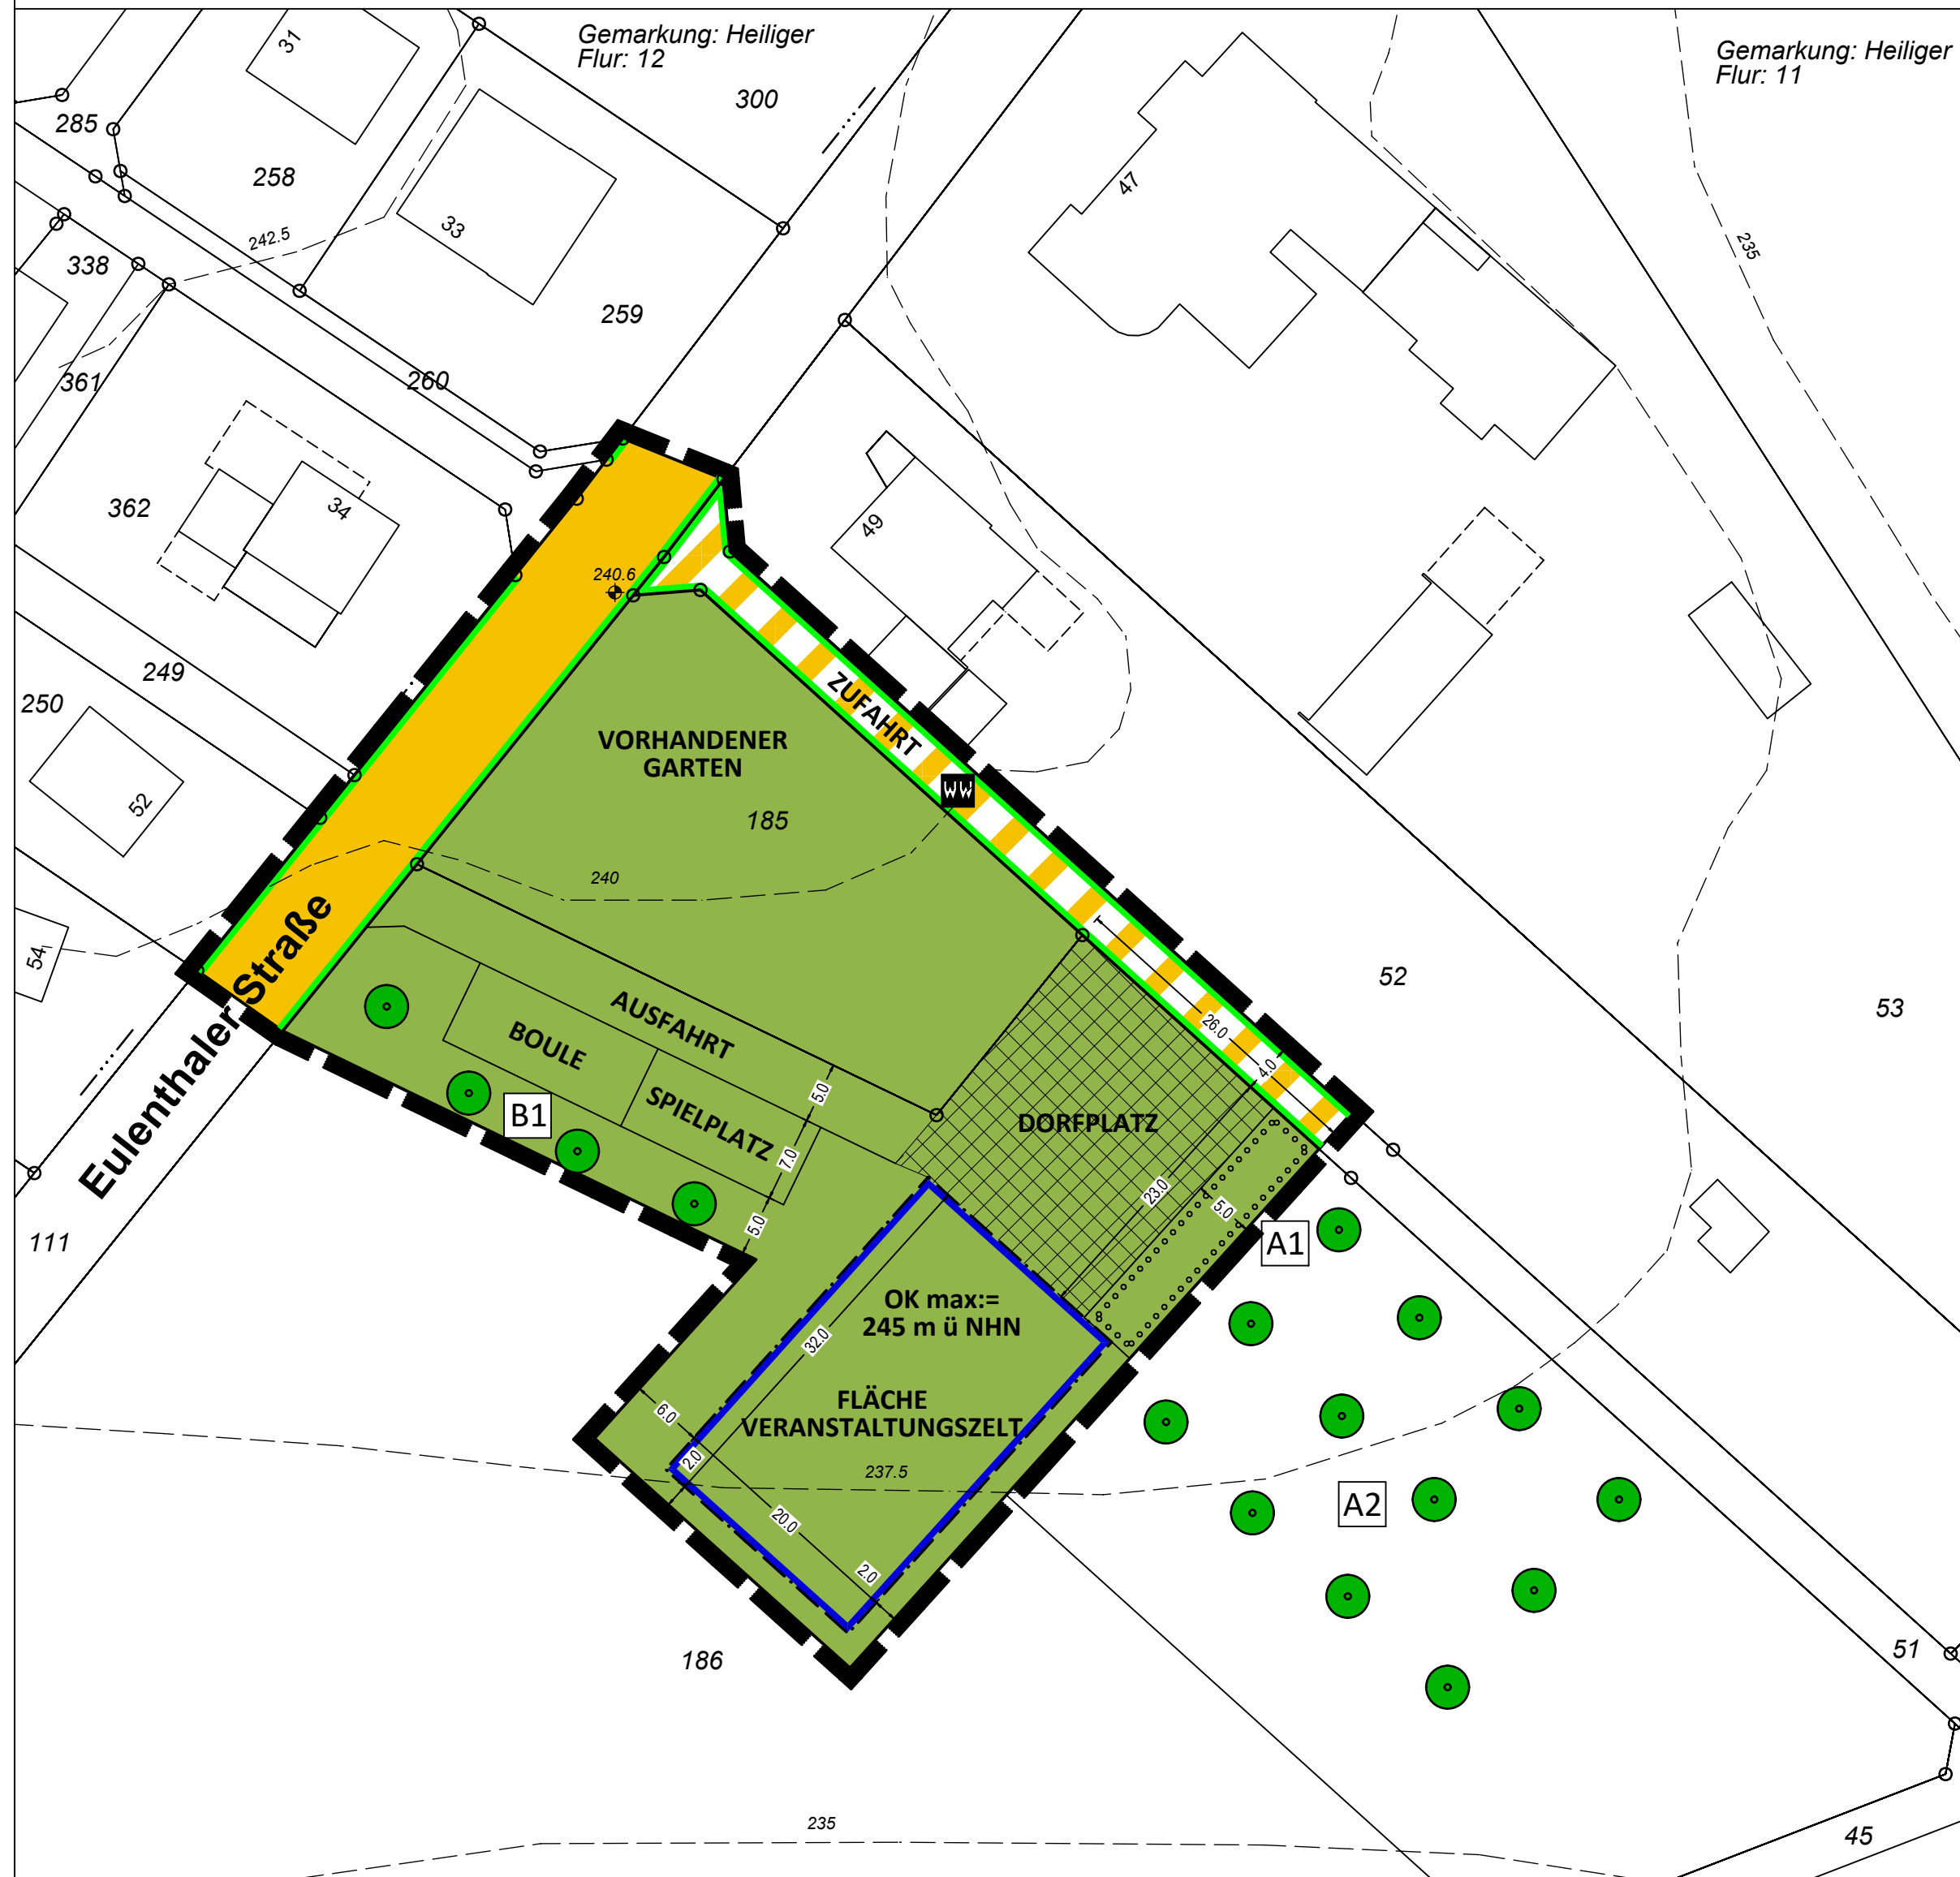 Gemarkung: Heiliger
Flur: 12
Gemarkung: Heiliger
Flur: 11
31
300
285
258
47
33
242.5
235
338
259
361
260
362
34
49
240.6
249
250
ZUFAHRT
VORHANDENER
GARTEN
52
WW
185
240
54
Eulenthaler Straße
52
53
AUSFAHRT
BOULE
26.0
4.0
SPIELPLATZ
5.0
B1
DORFPLATZ
7.0
23.0
5.0
5.0
A1
111
OK max:=
245 m ü NHN
32.0
FLÄCHE
VERANSTALTUNGSZELT
6.0
2.0
237.5
A2
20.0
2.0
186
51
235
45